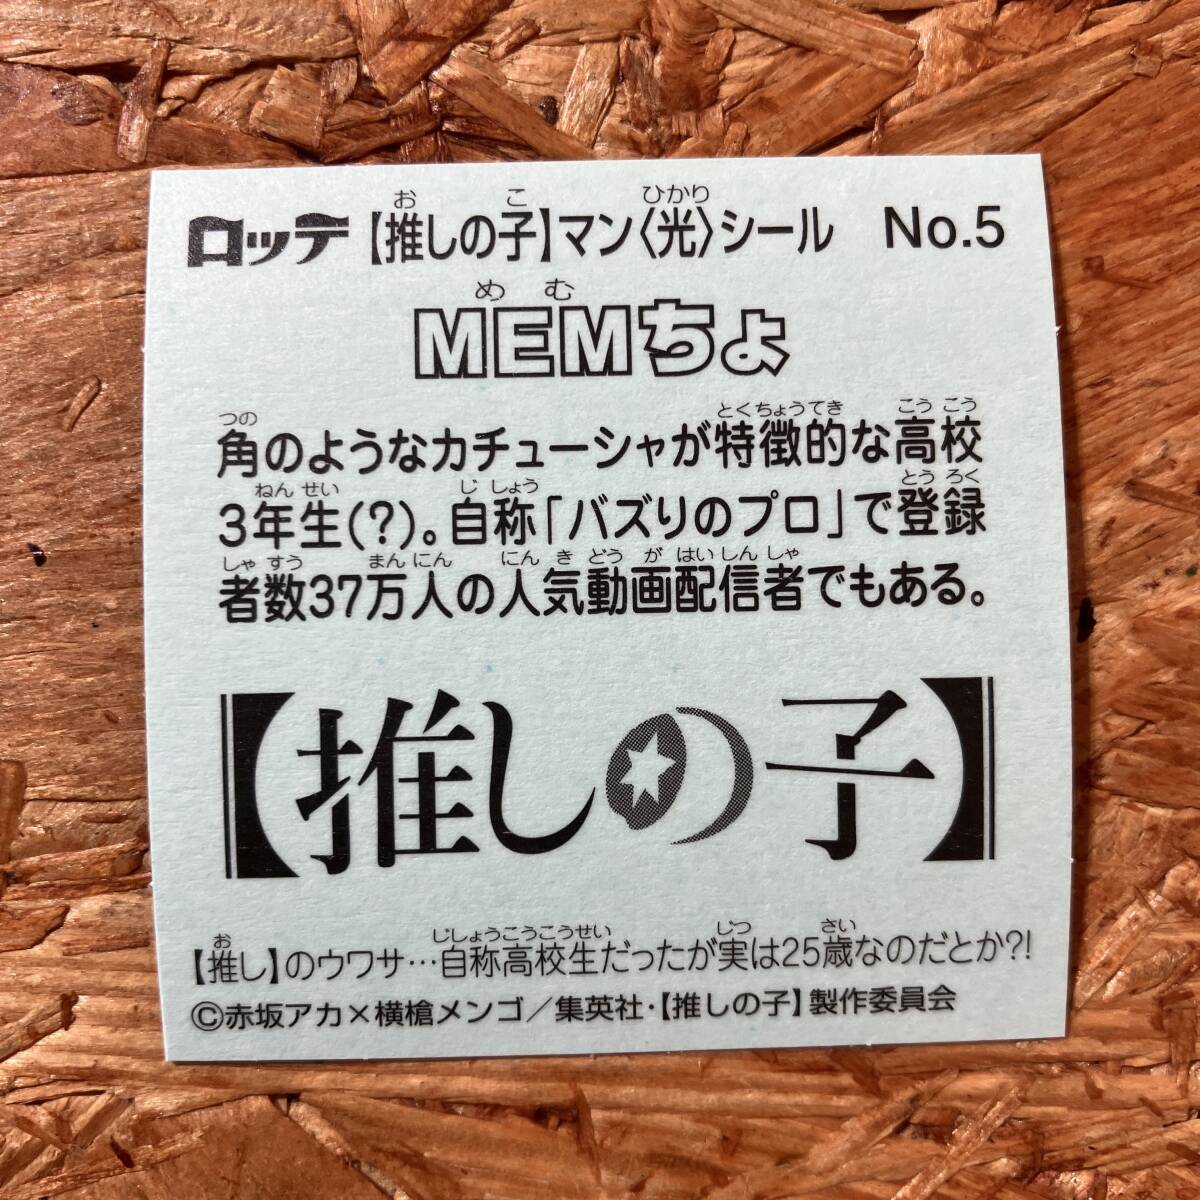 ロッテ【推しの子】マン〈光〉シール No.5
MEMちょ
角のようなカチューシャが特徴的な高校
3年生(?)。自称「バズりのプロ」で登録
者数37万人の人気動画配信者でもある。
【推しの子】
【推し】のウワサ…自称高校生だったが実は25歳なのだとか?!
©赤坂アカ×横槍メンゴ／集英社・【推しの子】製作委員会